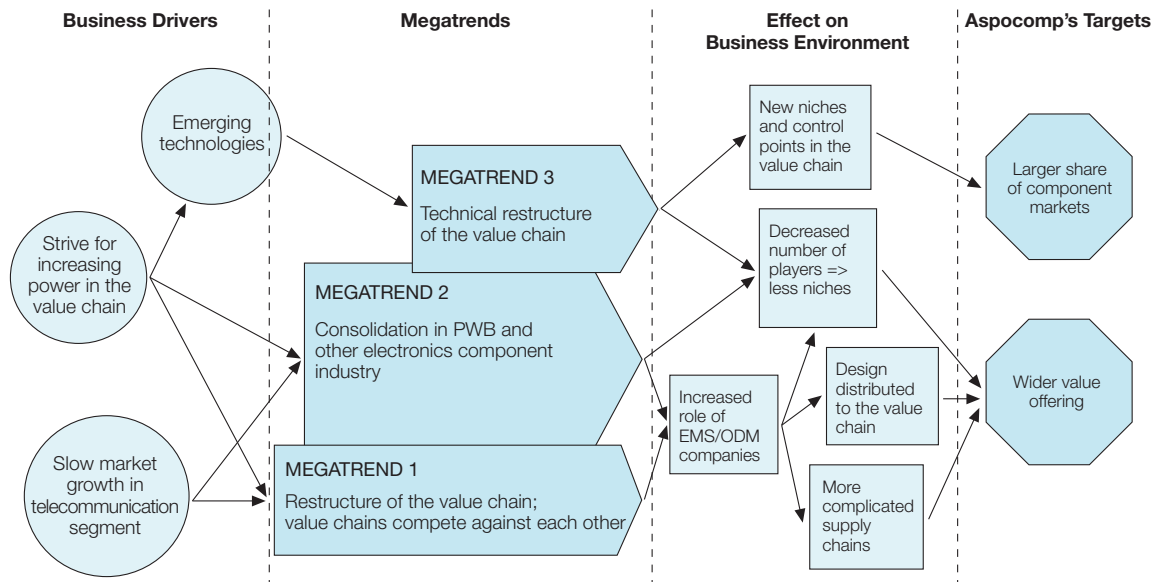 Business Drivers
Megatrends
Effect on
Business Environment
Aspocomp's Targets
Emerging
technologies
Strive for
increasing
power in the
value chain
Slow market
growth in
telecommunication
segment
MEGATREND 3
Technical restructure
of the value chain
MEGATREND 2
Consolidation in PWB and
other electronics component
industry
MEGATREND 1
Restructure of the value chain;
value chains compete against each other
New niches
and control
points in the
value chain
Decreased
number of
players =>
less niches
Increased
role of
EMS/ODM
companies
Design
distributed
to the value
chain
More
complicated
supply
chains
Larger share
of component
markets
Wider value
offering